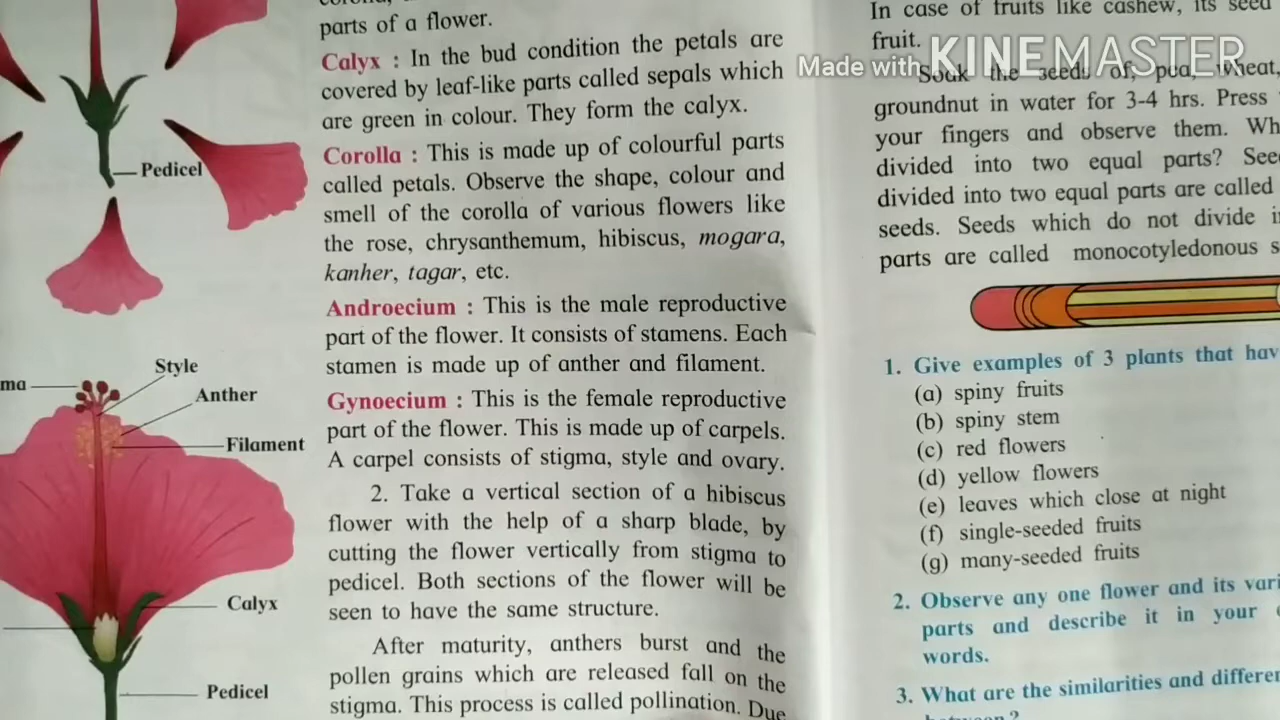 Pedicel
Style
Anther
Filament
Calyx
Pedicel
parts of a flower.
Calyx : In the bud condition the petals are
covered by leaf-like parts called sepals which
are green in colour. They form the calyx.
Corolla : This is made up of colourful parts
called petals. Observe the shape, colour and
smell of the corolla of various flowers like
the rose, chrysanthemum, hibiscus, mogara,
kanher, tagar, etc.
Androecium : This is the male reproductive
part of the flower. It consists of stamens. Each
stamen is made up of anther and filament.
Gynoecium : This is the female reproductive
part of the flower. This is made up of carpels.
A carpel consists of stigma, style and ovary.
2. Take a vertical section of a hibiscus
flower with the help of a sharp blade, by
cutting the flower vertically from stigma to
pedicel. Both sections of the flower will be
seen to have the same structure.
After maturity, anthers burst and the
pollen grains which are released fall on the
stigma. This process is called pollination. Due
In case of fruits like cashew, its seed
fruit.
Made with KINEMASTER
Soak the seeds of, pea, wheat,
groundnut in water for 3-4 hrs. Press
your fingers and observe them.
divided into two equal parts?
divided into two equal parts are called
seeds. Seeds which do not divide
parts are called monocotyledonous
1. Give examples of 3 plants that
(a) spiny fruits
(b) spiny stem
(c) red flowers
(d) yellow flowers
(e) leaves which close at night
(f) single-seeded fruits
(g) many-seeded fruits
2. Observe any one flower and its
parts and describe it in your
words.
3. What are the similarities and